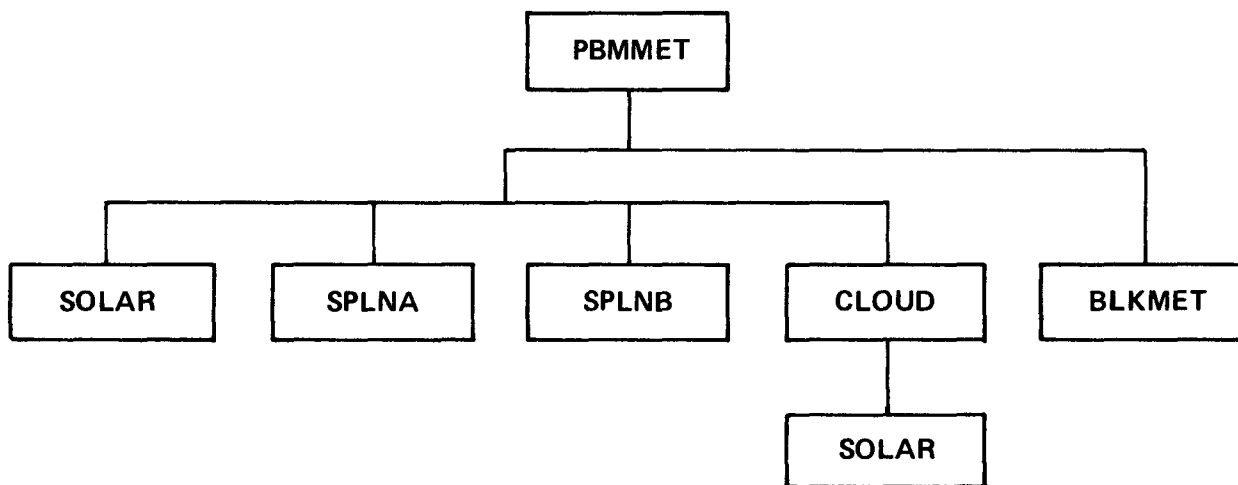 PBMMET
SOLAR
SPLNA
SPLNB
CLOUD
BLKMET
SOLAR